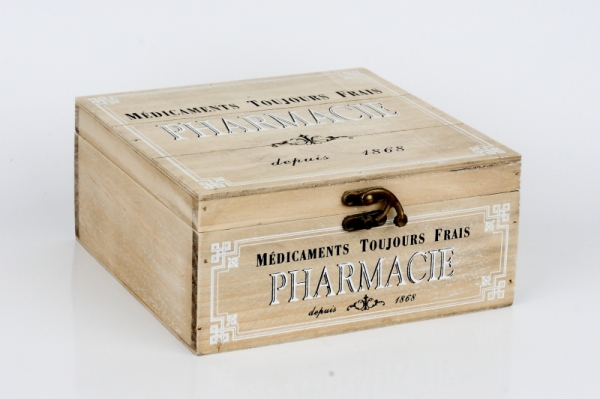 MÉDICAMENTS TOUJOURS FRAIS
PHARMACIE
depuis 1868
MÉDICAMENTS TOUJOURS FRAIS
PHARMACIE
depuis 1868